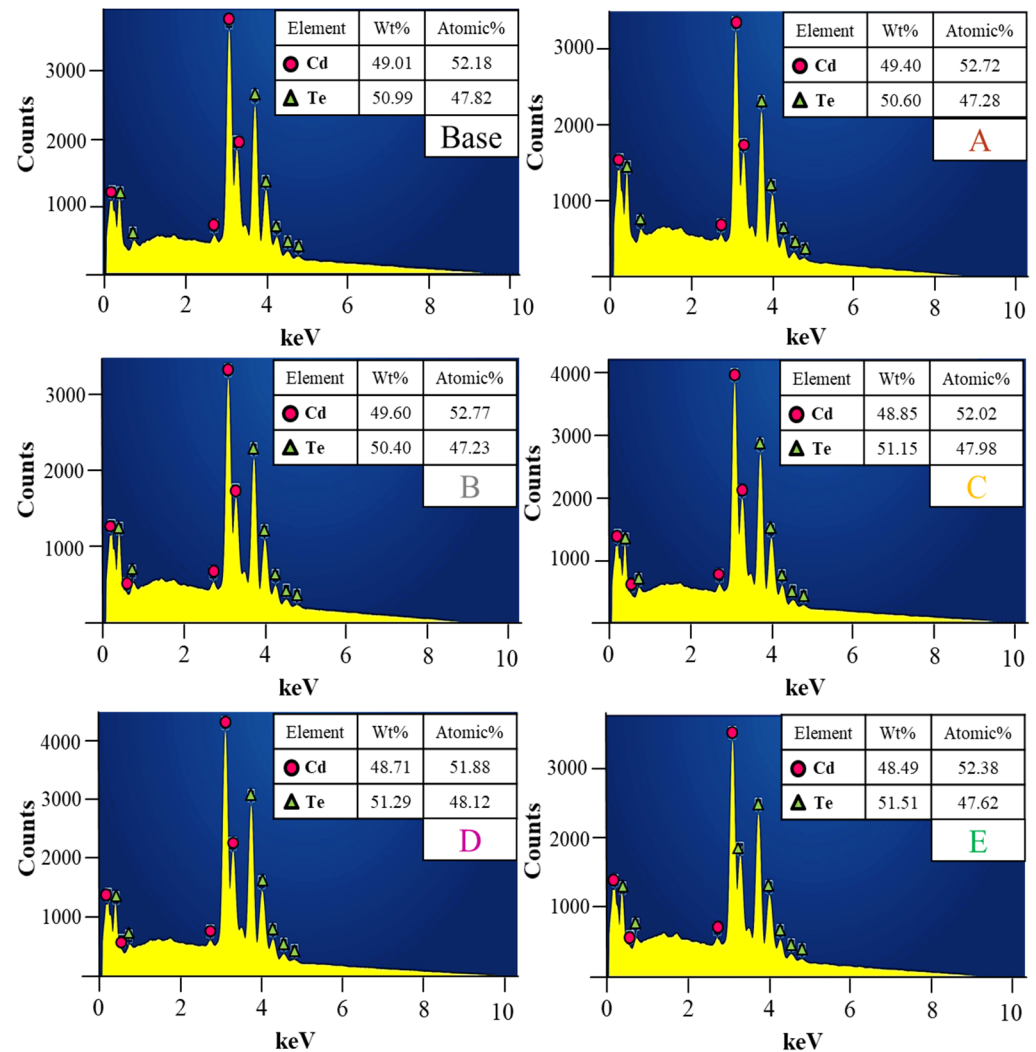 Element Wt% Atomic%
Cd 49.01 52.18
Te 50.99 47.82
Base
3000
2000
1000
Counts
0 2 4 6 8 10
keV
Element Wt% Atomic%
Cd 49.40 52.72
Te 50.60 47.28
A
3000
2000
1000
Counts
0 2 4 6 8 10
keV
Element Wt% Atomic%
Cd 49.60 52.77
Te 50.40 47.23
B
3000
2000
1000
Counts
0 2 4 6 8 10
keV
Element Wt% Atomic%
Cd 48.85 52.02
Te 51.15 47.98
C
4000
3000
2000
1000
Counts
0 2 4 6 8 10
keV
Element Wt% Atomic%
Cd 48.71 51.88
Te 51.29 48.12
D
4000
3000
2000
1000
Counts
0 2 4 6 8 10
keV
Element Wt% Atomic%
Cd 48.49 52.38
Te 51.51 47.62
E
3000
2000
1000
Counts
0 2 4 6 8 10
keV